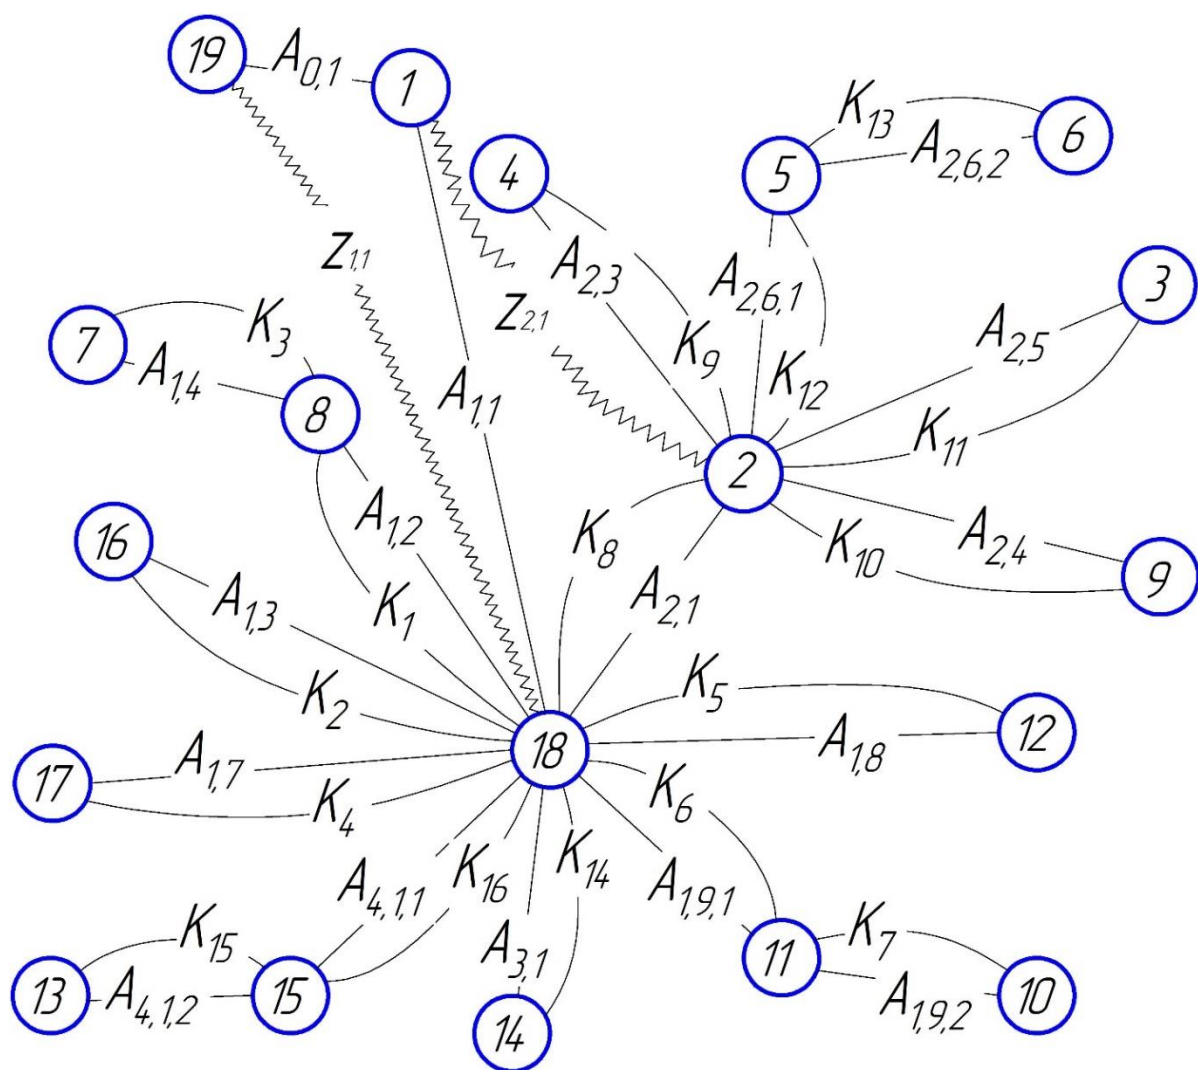 19
A0,1
1
K13
6
4
5
A2,6,2
Z1,1
A2,3
A2,6,1
3
Z2,1
K3
7
A1,4
8
A1,1
K9
K12
A2,5
K11
2
A1,2
K8
K10
A2,4
9
16
A1,3
K1
A2,1
K2
K5
12
17
A1,7
K4
18
A1,8
K6
A4,1,1
K16
K14
A1,9,1
K15
A3,1
11
K7
13
A4,1,2
15
14
A1,9,2
10